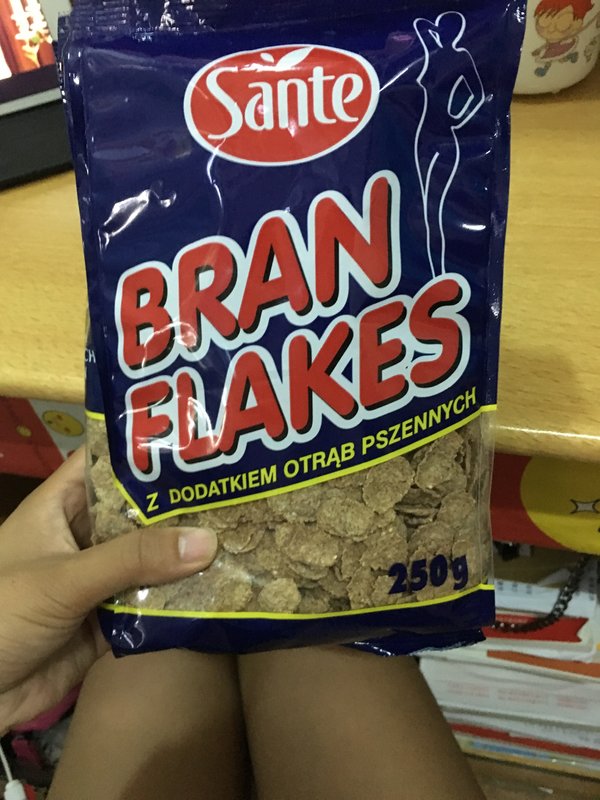 Sante
BRAN
FLAKES
Z DODATKIEM OTRĄB PSZENNYCH
250g